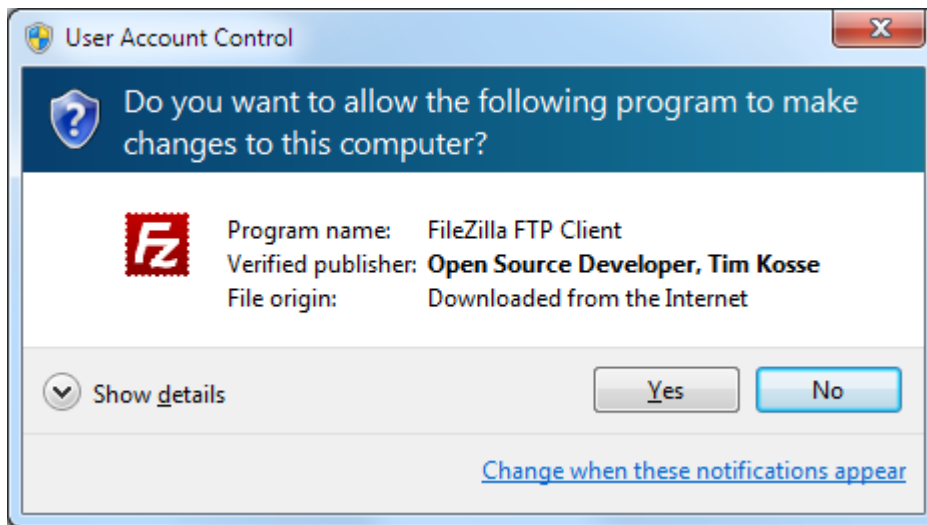 User Account Control
Do you want to allow the following program to make
changes to this computer?
Fz
Program name: FileZilla FTP Client
Verified publisher: Open Source Developer, Tim Kosse
File origin: Downloaded from the Internet
Show details
Yes No
Change when these notifications appear